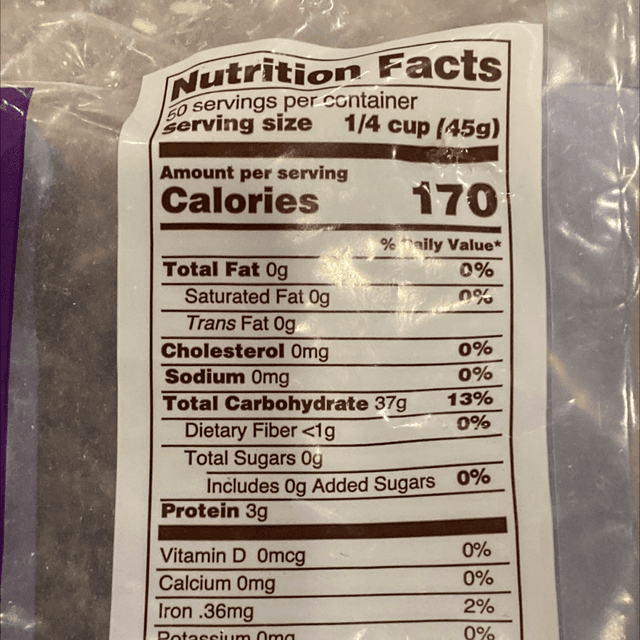 Nutrition Facts
50 servings per container
serving size 1/4 cup (45g)
Amount per serving
Calories 170
% Daily Value*
Total Fat 0g 0%
Saturated Fat 0g 0%
Trans Fat 0g
Cholesterol 0mg 0%
Sodium 0mg 0%
Total Carbohydrate 37g 13%
Dietary Fiber <1g 0%
Total Sugars 0g
Includes 0g Added Sugars 0%
Protein 3g
Vitamin D 0mcg 0%
Calcium 0mg 0%
Iron .36mg 2%
Potassium 0mg 0%